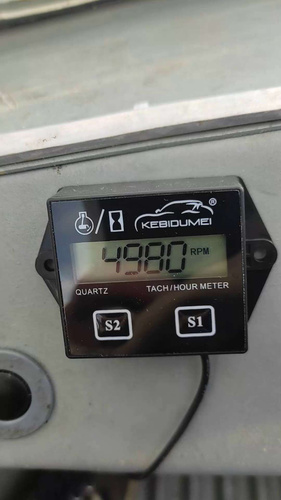 / KEBIDUMEI ®
4980 RPM
QUARTZ TACH/HOUR METER
S2 S1